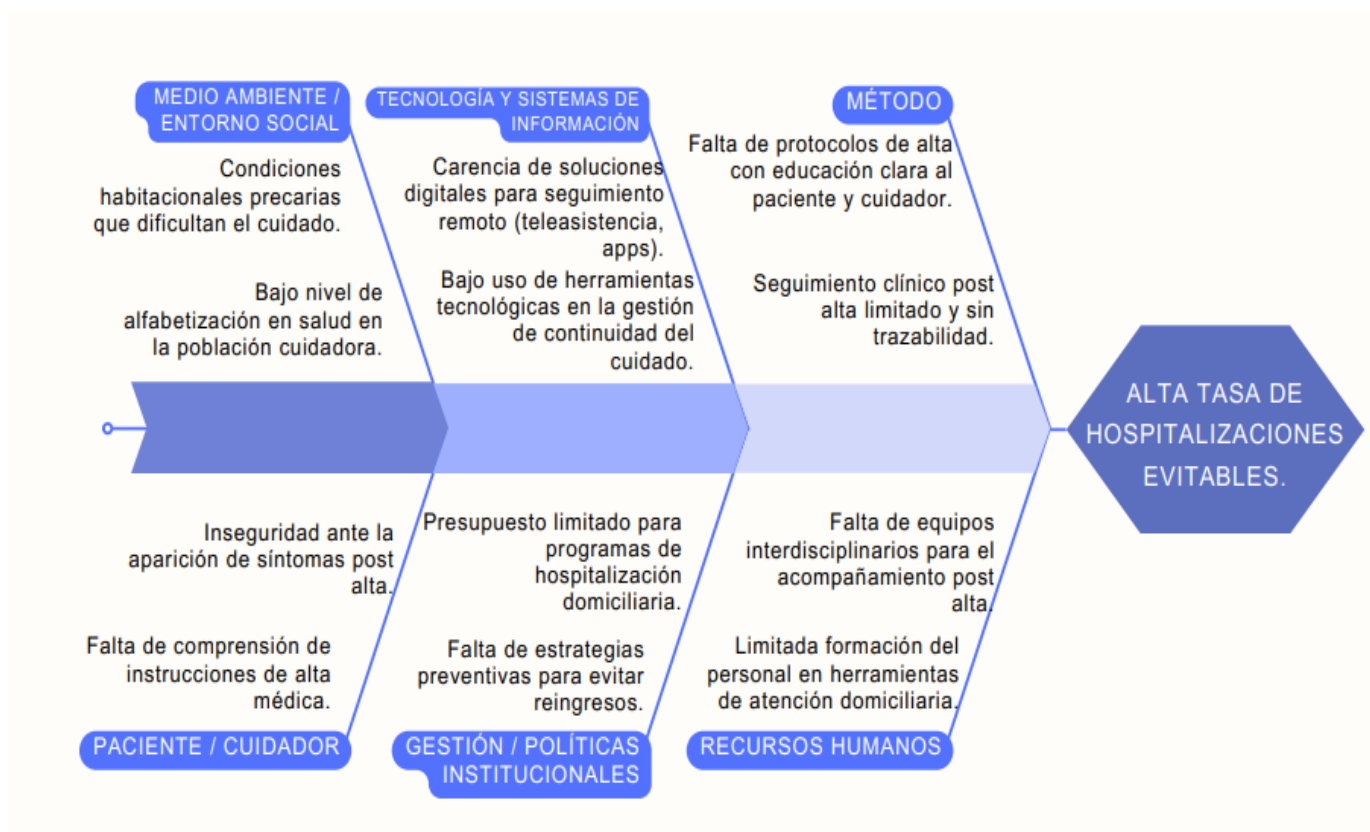 MEDIO AMBIENTE /
ENTORNO SOCIAL
Condiciones
habitacionales precarias
que dificultan el cuidado.
Bajo nivel de
alfabetización en salud en
la población cuidadora.
TECNOLOGÍA Y SISTEMAS DE
INFORMACIÓN
Carencia de soluciones
digitales para seguimiento
remoto (teleasistencia,
apps).
Bajo uso de herramientas
tecnológicas en la gestión
de continuidad del
cuidado.
MÉTODO
Falta de protocolos de alta
con educación clara al
paciente y cuidador.
Seguimiento clínico post
alta limitado y sin
trazabilidad.
ALTA TASA DE
HOSPITALIZACIONES
EVITABLES.
Inseguridad ante la
aparición de síntomas post
alta.
Falta de comprensión de
instrucciones de alta
médica.
PACIENTE / CUIDADOR
Presupuesto limitado para
programas de
hospitalización
domiciliaria.
Falta de estrategias
preventivas para evitar
reingresos.
GESTIÓN / POLÍTICAS
INSTITUCIONALES
Falta de equipos
interdisciplinarios para el
acompañamiento post
alta.
Limitada formación del
personal en herramientas
de atención domiciliaria.
RECURSOS HUMANOS